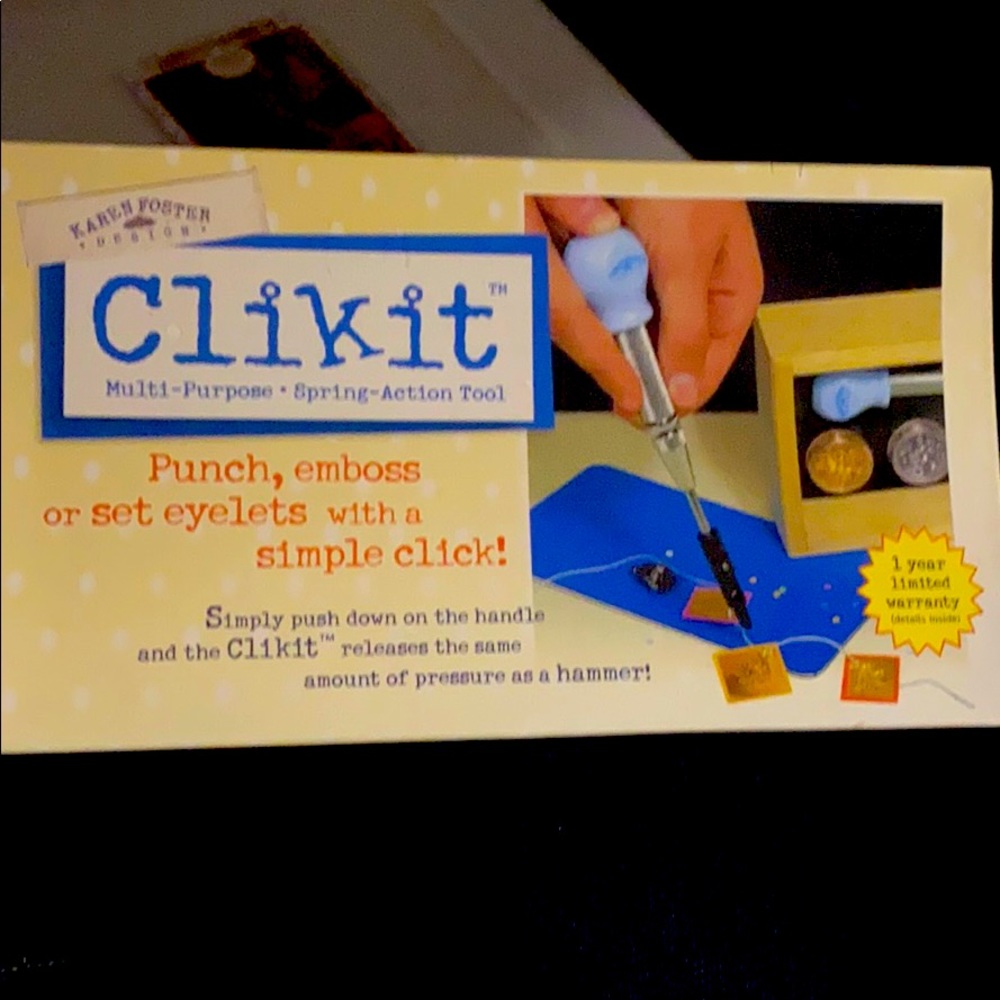 KAREN FOSTER
• DESIGN •
Clikit™
Multi-Purpose • Spring-Action Tool
Punch, emboss
or set eyelets with a
simple click!
Simply push down on the handle
and the Clikit™ releases the same
amount of pressure as a hammer!
1 year
limited
warranty
(details inside)